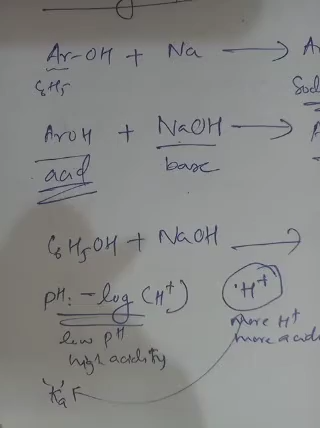 Ar-OH + Na → Ar
C6H5 Sod
ArOH + NaOH → A
acid base
C6H5OH + NaOH →
pH: -log (H+) H+
low pH more H+
high acidity more acid
Ka